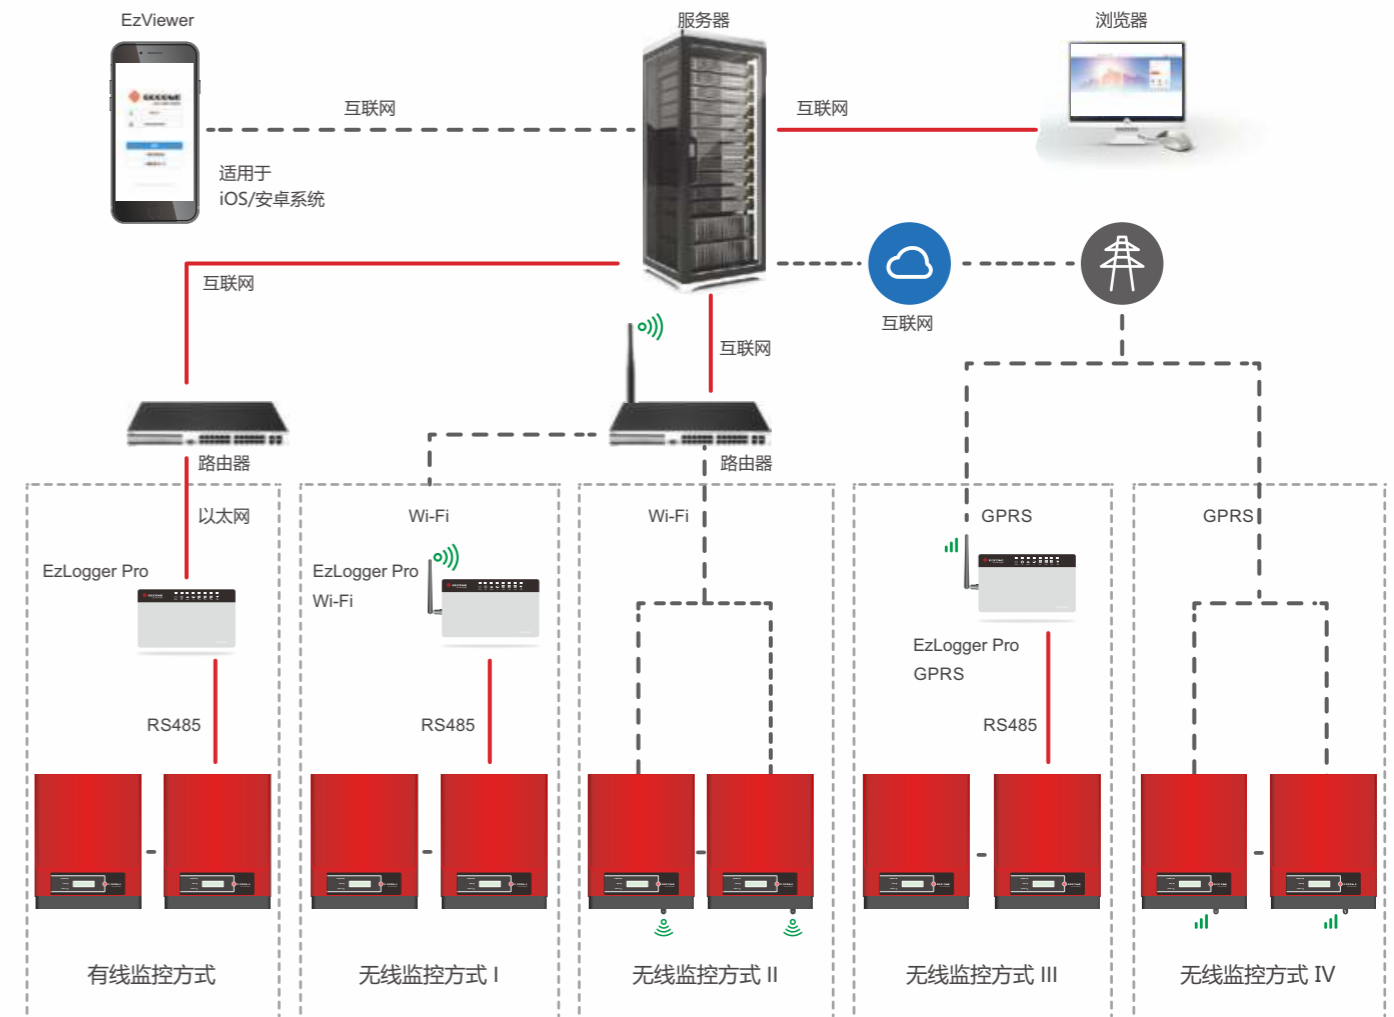 EzViewer
服务器
浏览器
互联网
互联网
适用于
iOS/安卓系统
互联网
互联网
互联网
路由器
路由器
以太网
Wi-Fi
Wi-Fi
GPRS
GPRS
EzLogger Pro
EzLogger Pro
Wi-Fi
EzLogger Pro
GPRS
RS485
RS485
RS485
有线监控方式
无线监控方式 I
无线监控方式 II
无线监控方式 III
无线监控方式 IV